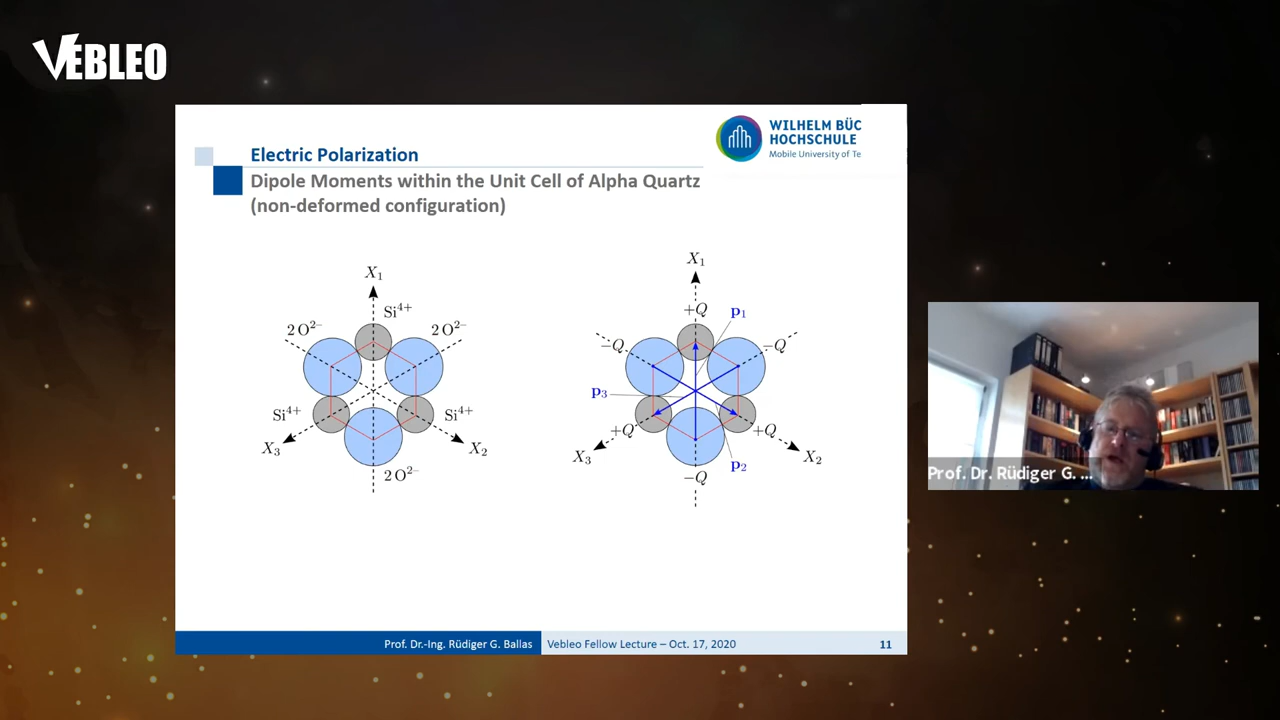 VEBLEO
WILHELM BÜC
HOCHSCHULE
Mobile University of Te
Electric Polarization
Dipole Moments within the Unit Cell of Alpha Quartz
(non-deformed configuration)
X₁
Si⁴⁺
2 O²⁻
2 O²⁻
Si⁴⁺
Si⁴⁺
X₃
X₂
2 O²⁻
X₁
+Q
p₁
−Q
−Q
p₃
+Q
+Q
X₃
X₂
p₂
−Q
Prof. Dr. Rüdiger G. ...
Prof. Dr.-Ing. Rüdiger G. Ballas
Vebleo Fellow Lecture – Oct. 17, 2020
11